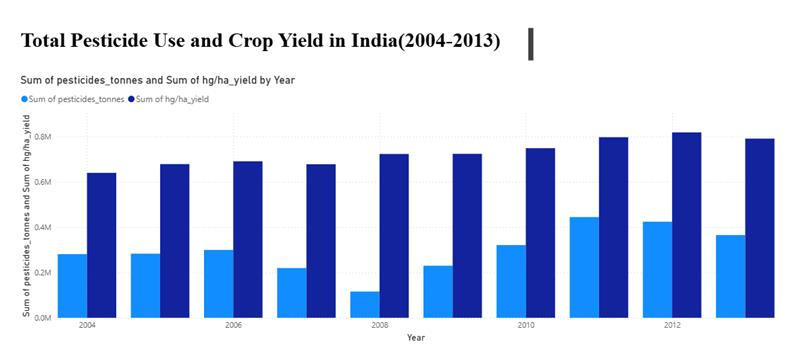 Total Pesticide Use and Crop Yield in India(2004-2013)
Sum of pesticides_tonnes and Sum of hg/ha_yield by Year
Sum of pesticides_tonnes Sum of hg/ha_yield
Sum of pesticides_tonnes and Sum of hg/ha_yield
0.8M
0.6M
0.4M
0.2M
0.0M
2004 2006 2008 2010 2012
Year